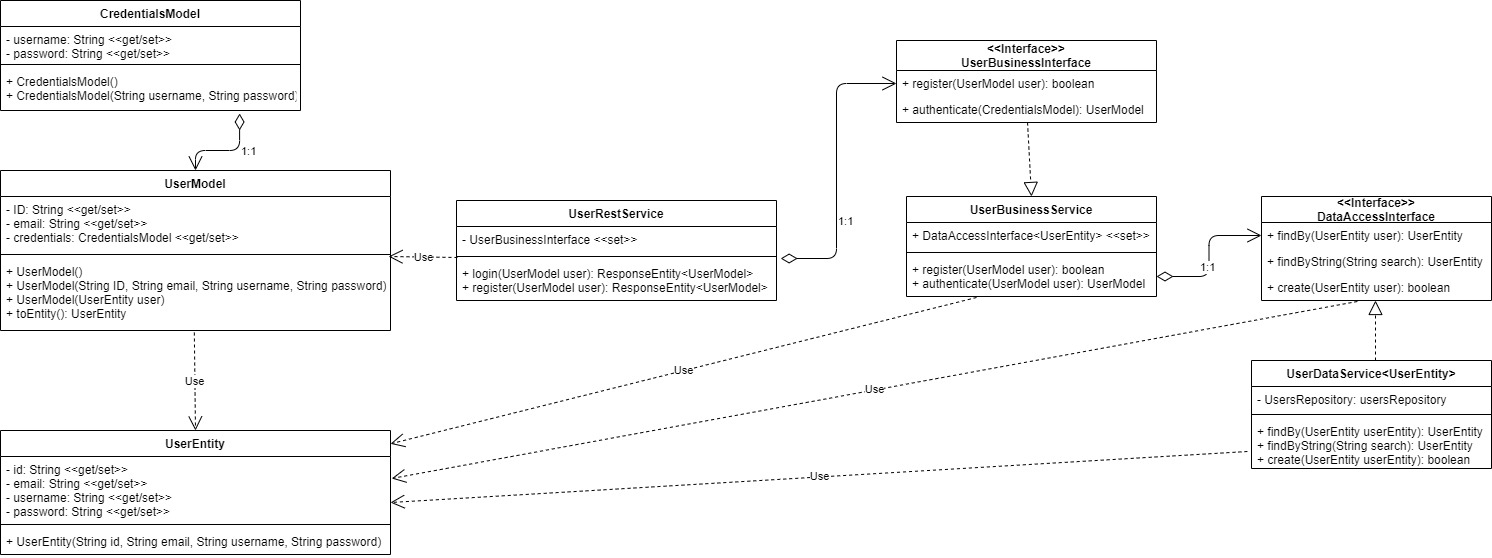 CredentialsModel
- username: String <<get/set>>
- password: String <<get/set>>
+ CredentialsModel()
+ CredentialsModel(String username, String password)
1:1
UserModel
- ID: String <<get/set>>
- email: String <<get/set>>
- credentials: CredentialsModel <<get/set>>
+ UserModel()
+ UserModel(String ID, String email, String username, String password)
+ UserModel(UserEntity user)
+ toEntity(): UserEntity
Use
UserRestService
- UserBusinessInterface <<set>>
+ login(UserModel user): ResponseEntity<UserModel>
+ register(UserModel user): ResponseEntity<UserModel>
1:1
<<Interface>>
UserBusinessInterface
+ register(UserModel user): boolean
+ authenticate(CredentialsModel): UserModel
UserBusinessService
+ DataAccessInterface<UserEntity> <<set>>
+ register(UserModel user): boolean
+ authenticate(UserModel user): UserModel
1:1
<<Interface>>
DataAccessInterface
+ findBy(UserEntity user): UserEntity
+ findByString(String search): UserEntity
+ create(UserEntity user): boolean
UserDataService<UserEntity>
- UsersRepository: usersRepository
+ findBy(UserEntity userEntity): UserEntity
+ findByString(String search): UserEntity
+ create(UserEntity userEntity): boolean
Use
Use
Use
Use
UserEntity
- id: String <<get/set>>
- email: String <<get/set>>
- username: String <<get/set>>
- password: String <<get/set>>
+ UserEntity(String id, String email, String username, String password)